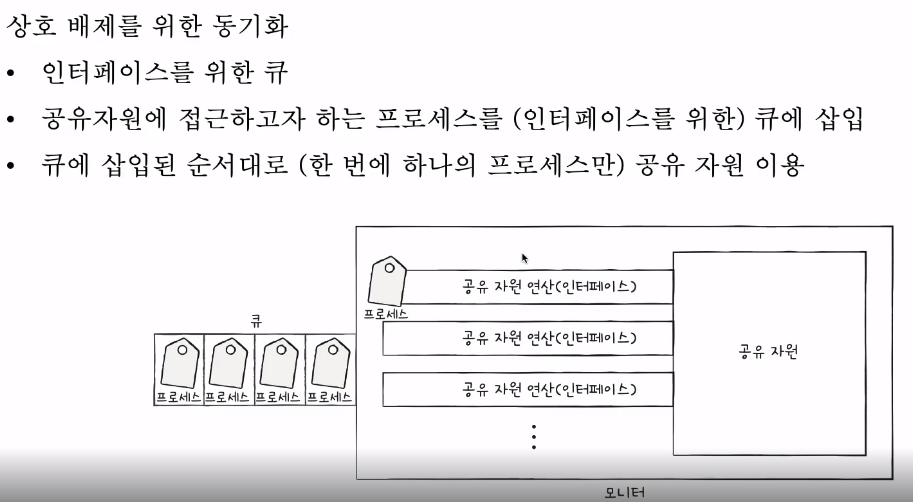 상호 배제를 위한 동기화
• 인터페이스를 위한 큐
• 공유자원에 접근하고자 하는 프로세스를 (인터페이스를 위한) 큐에 삽입
• 큐에 삽입된 순서대로 (한 번에 하나의 프로세스만) 공유 자원 이용
공유 자원 연산(인터페이스)
프로세스
큐
공유 자원 연산(인터페이스)
공유 자원
프로세스 프로세스 프로세스 프로세스
공유 자원 연산(인터페이스)
모니터